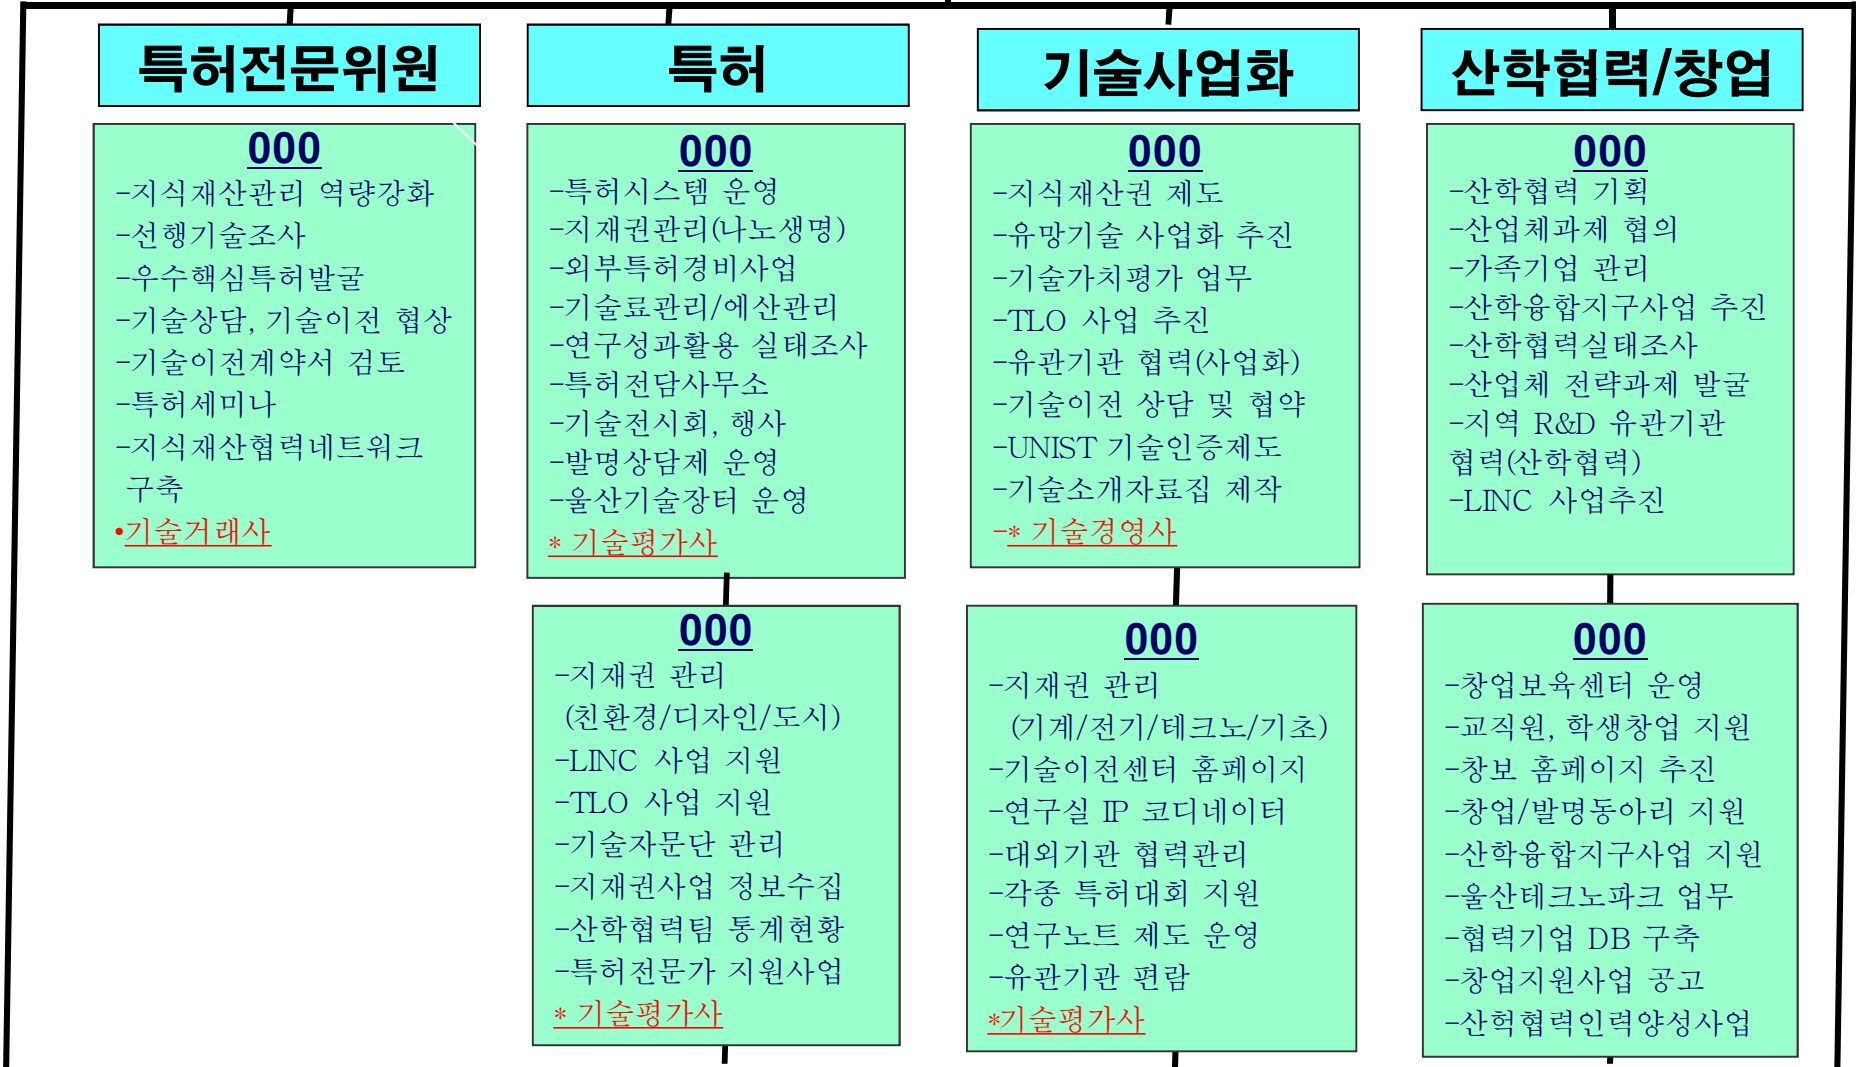 특허전문위원
000
-지식재산관리 역량강화
-선행기술조사
-우수핵심특허발굴
-기술상담, 기술이전 협상
-기술이전계약서 검토
-특허세미나
-지식재산협력네트워크
구축
•기술거래사
특허
000
-특허시스템 운영
-지재권관리(나노생명)
-외부특허경비사업
-기술료관리/에산관리
-연구성과활용 실태조사
-특허전담사무소
-기술전시회, 행사
-발명상담제 운영
-울산기술장터 운영
* 기술평가사
000
-지재권 관리
(친환경/디자인/도시)
-LINC 사업 지원
-TLO 사업 지원
-기술자문단 관리
-지재권사업 정보수집
-산학협력팀 통계현황
-특허전문가 지원사업
* 기술평가사
기술사업화
000
-지식재산권 제도
-유망기술 사업화 추진
-기술가치평가 업무
-TLO 사업 추진
-유관기관 협력(사업화)
-기술이전 상담 및 협약
-UNIST 기술인증제도
-기술소개자료집 제작
-* 기술경영사
000
-지재권 관리
(기계/전기/테크노/기초)
-기술이전센터 홈페이지
-연구실 IP 코디네이터
-대외기관 협력관리
-각종 특허대회 지원
-연구노트 제도 운영
-유관기관 편람
*기술평가사
산학협력/창업
000
-산학협력 기획
-산업체과제 협의
-가족기업 관리
-산학융합지구사업 추진
-산학협력실태조사
-산업체 전략과제 발굴
-지역 R&D 유관기관
협력(산학협력)
-LINC 사업추진
000
-창업보육센터 운영
-교직원, 학생창업 지원
-창보 홈페이지 추진
-창업/발명동아리 지원
-산학융합지구사업 지원
-울산테크노파크 업무
-협력기업 DB 구축
-창업지원사업 공고
-산헉협력인력양성사업